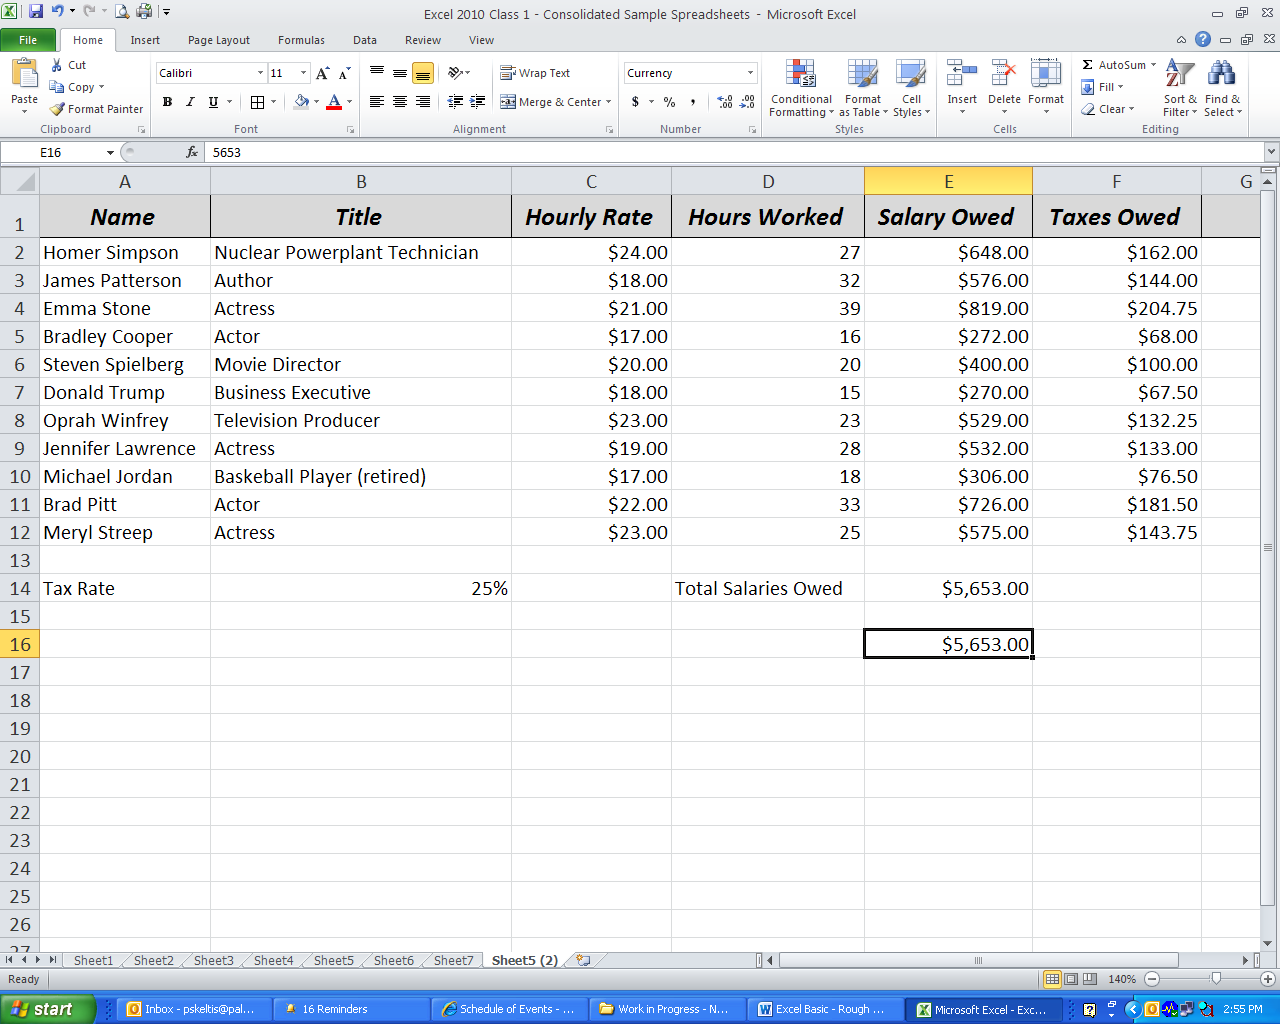 Excel 2010 Class 1 - Consolidated Sample Spreadsheets - Microsoft Excel
File Home Insert Page Layout Formulas Data Review View
Paste Cut Copy Format Painter Clipboard
Calibri 11 B I U A A A Font
Wrap Text Merge & Center Alignment
Currency $ % , .00 .00 Number
Conditional Formatting Format as Table Cell Styles Styles
Insert Delete Format Cells
Σ AutoSum Fill Clear Sort & Filter Find & Select Editing
E16 fx 5653
A B C D E F G
1 Name Title Hourly Rate Hours Worked Salary Owed Taxes Owed
2 Homer Simpson Nuclear Powerplant Technician $24.00 27 $648.00 $162.00
3 James Patterson Author $18.00 32 $576.00 $144.00
4 Emma Stone Actress $21.00 39 $819.00 $204.75
5 Bradley Cooper Actor $17.00 16 $272.00 $68.00
6 Steven Spielberg Movie Director $20.00 20 $400.00 $100.00
7 Donald Trump Business Executive $18.00 15 $270.00 $67.50
8 Oprah Winfrey Television Producer $23.00 23 $529.00 $132.25
9 Jennifer Lawrence Actress $19.00 28 $532.00 $133.00
10 Michael Jordan Baskeball Player (retired) $17.00 18 $306.00 $76.50
11 Brad Pitt Actor $22.00 33 $726.00 $181.50
12 Meryl Streep Actress $23.00 25 $575.00 $143.75
13
14 Tax Rate 25% Total Salaries Owed $5,653.00
15
16 $5,653.00
17
18
19
20
21
22
23
24
25
26
27
Sheet1 Sheet2 Sheet3 Sheet4 Sheet5 Sheet6 Sheet7 Sheet5 (2)
Ready 140%
start Inbox - pskeltis@pal... 16 Reminders Schedule of Events - ... Work in Progress - N... Excel Basic - Rough ... Microsoft Excel - Exc... 2:55 PM